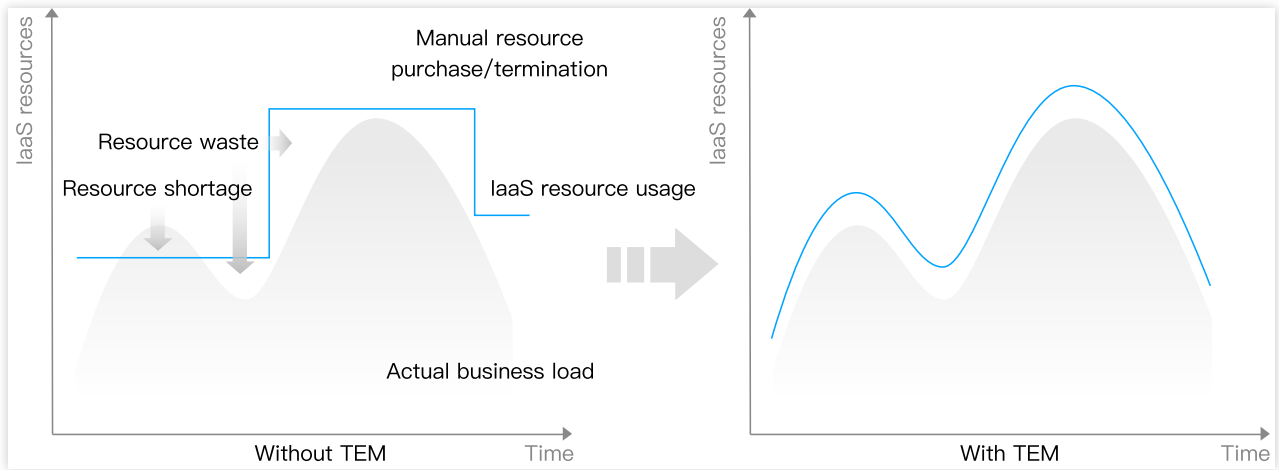 IaaS resources
Manual resource
purchase/termination
Resource waste
Resource shortage
IaaS resource usage
Actual business load
Without TEM
Time
IaaS resources
With TEM
Time